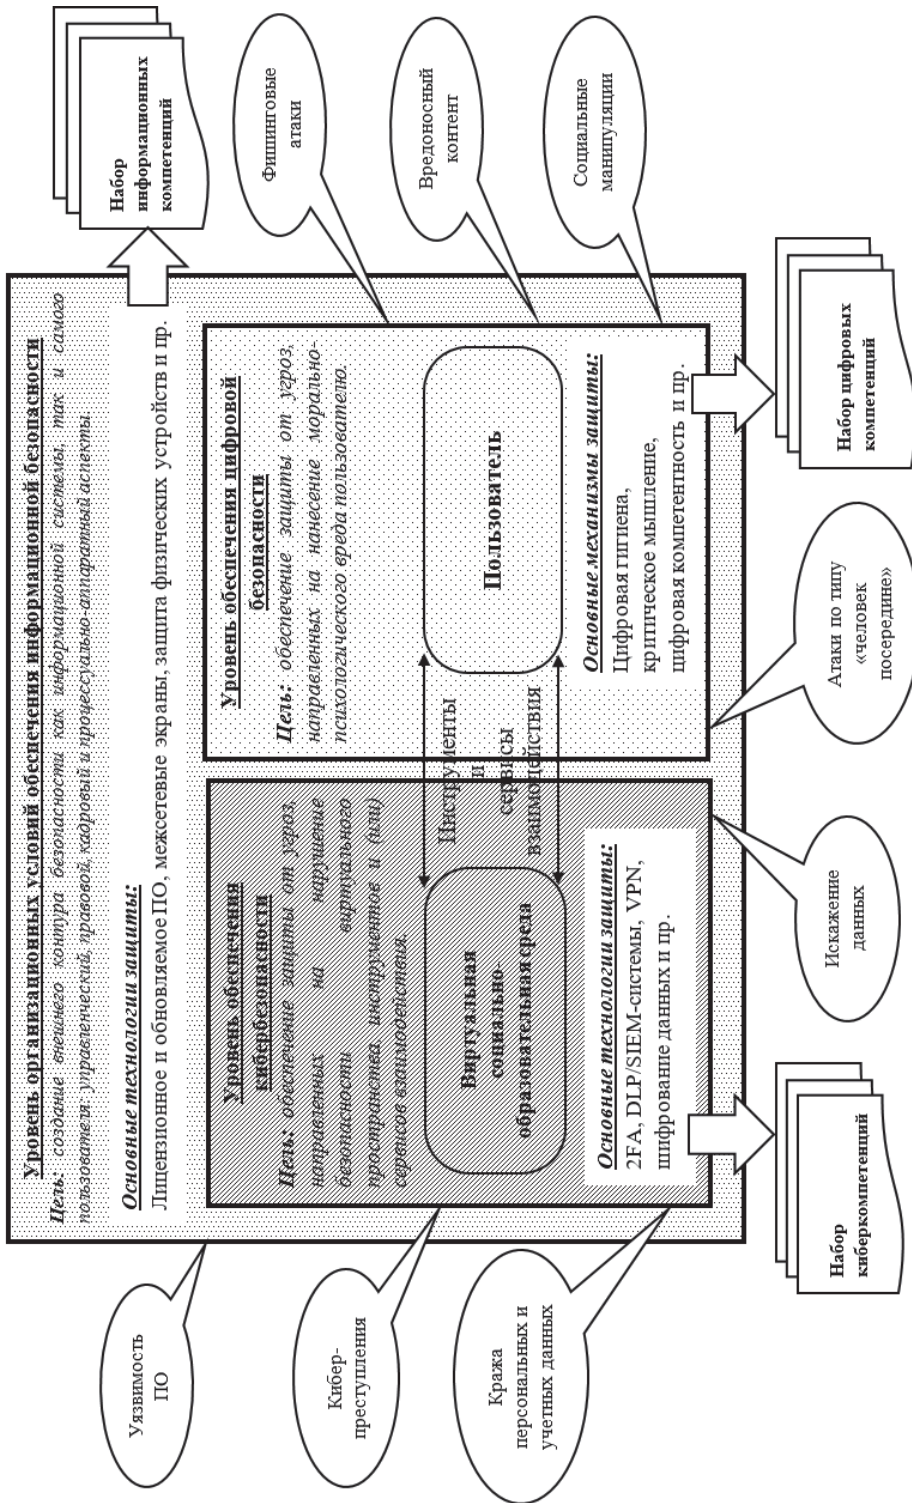 Уровень организационных условий обеспечения информационной безопасности
Цель: создание внешнего контура безопасности как информационной системы, так и самого
пользователя: управленческий, правовой, кадровый и процессуально-аппаратный аспекты.
Основные технологии защиты:
Лицензионное и обновляемое ПО, межсетевые экраны, защита физических устройств и пр.
Набор
информационных
компетенций
Уровень обеспечения
кибербезопасности
Цель: обеспечение защиты от угроз,
направленных на нарушение
безопасности виртуального
пространства, инструментов и (или)
сервисов взаимодействия.
Виртуальная
социально-
образовательная среда
Основные технологии защиты:
2FA, DLP/SIEM-системы, VPN,
шифрование данных и пр.
Инструменты
и
сервисы
взаимодействия
Уровень обеспечения цифровой
безопасности
Цель: обеспечение защиты от угроз,
направленных на нанесение морально-
психологического вреда пользователю.
Пользователь
Основные механизмы защиты:
Цифровая гигиена,
критическое мышление,
цифровая компетентность и пр.
Уязвимость
ПО
Кибер-
преступления
Кража
персональных и
учетных данных
Фишинговые
атаки
Вредоносный
контент
Социальные
манипуляции
Набор
киберкомпетенций
Искажение
данных
Атаки по типу
«человек
посередине»
Набор цифровых
компетенций